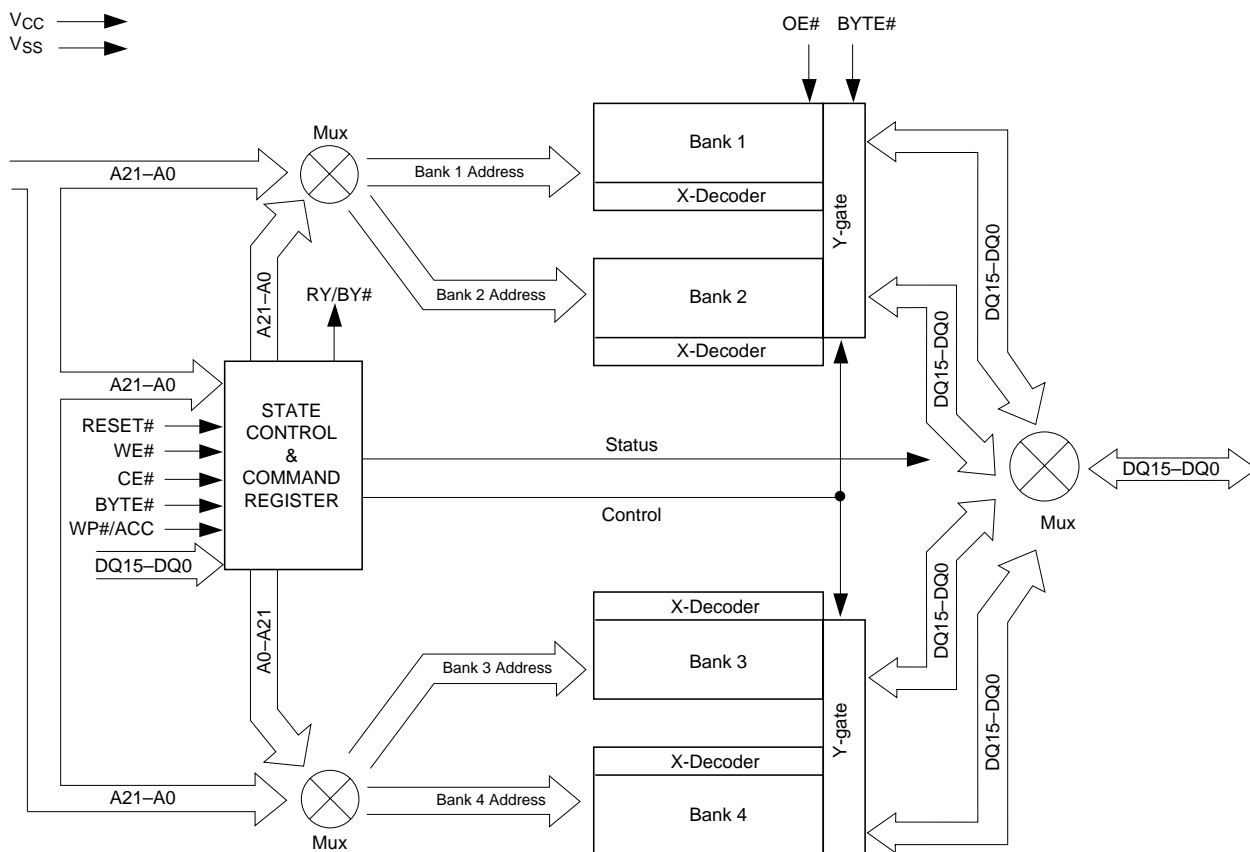 VCC
VSS
OE# BYTE#
Mux
Bank 1
A21–A0
Bank 1 Address
X-Decoder
Y-gate
DQ15–DQ0
A21–A0
RY/BY#
Bank 2 Address
Bank 2
X-Decoder
DQ15–DQ0
A21–A0
RESET#
WE#
CE#
BYTE#
WP#/ACC
DQ15–DQ0
STATE
CONTROL
&
COMMAND
REGISTER
Status
Control
DQ15–DQ0
Mux
A0–A21
X-Decoder
Bank 3 Address
Bank 3
DQ15–DQ0
Y-gate
DQ15–DQ0
X-Decoder
A21–A0
Bank 4 Address
Bank 4
Mux